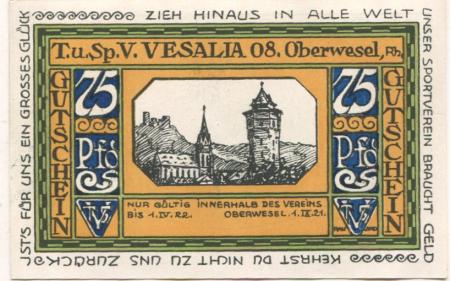 ZIEH HINAUS IN ALLE WELT
UNSER SPORTVEREIN BRAUCHT GELD
KEHRST DU NICHT ZU UNS ZURÜCK
IST'S FÜR UNS EIN GROSSES GLÜCK
T.u.Sp.V. VESALIA 08. Oberwesel, Rh.
GUTSCHEIN
75
Pfg
75
Pfg
GUTSCHEIN
NUR GÜLTIG INNERHALB DES VEREINS
BIS 1.IV.22. OBERWESEL 1.IX.21.